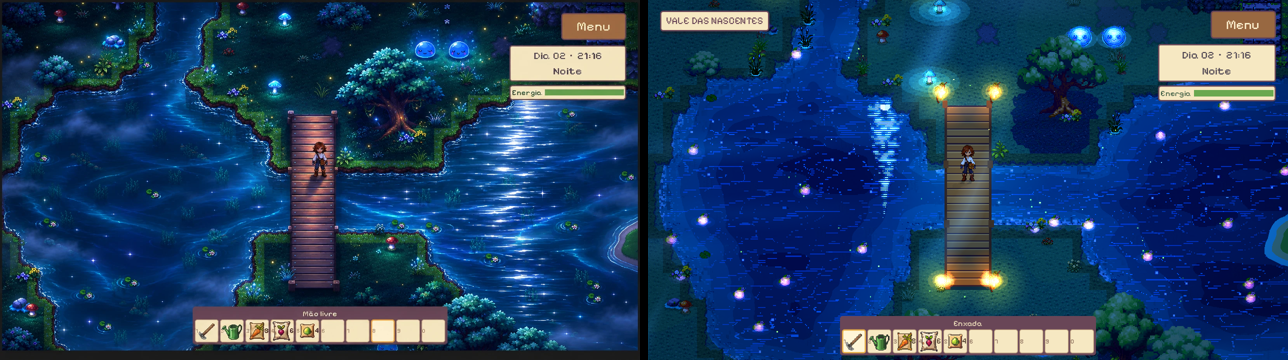 Menu
Dia 02 · 21:16
Noite
Energia
Mão livre
VALE DAS NASCENTES
Menu
Dia 02 · 21:16
Noite
Energia
Enxada